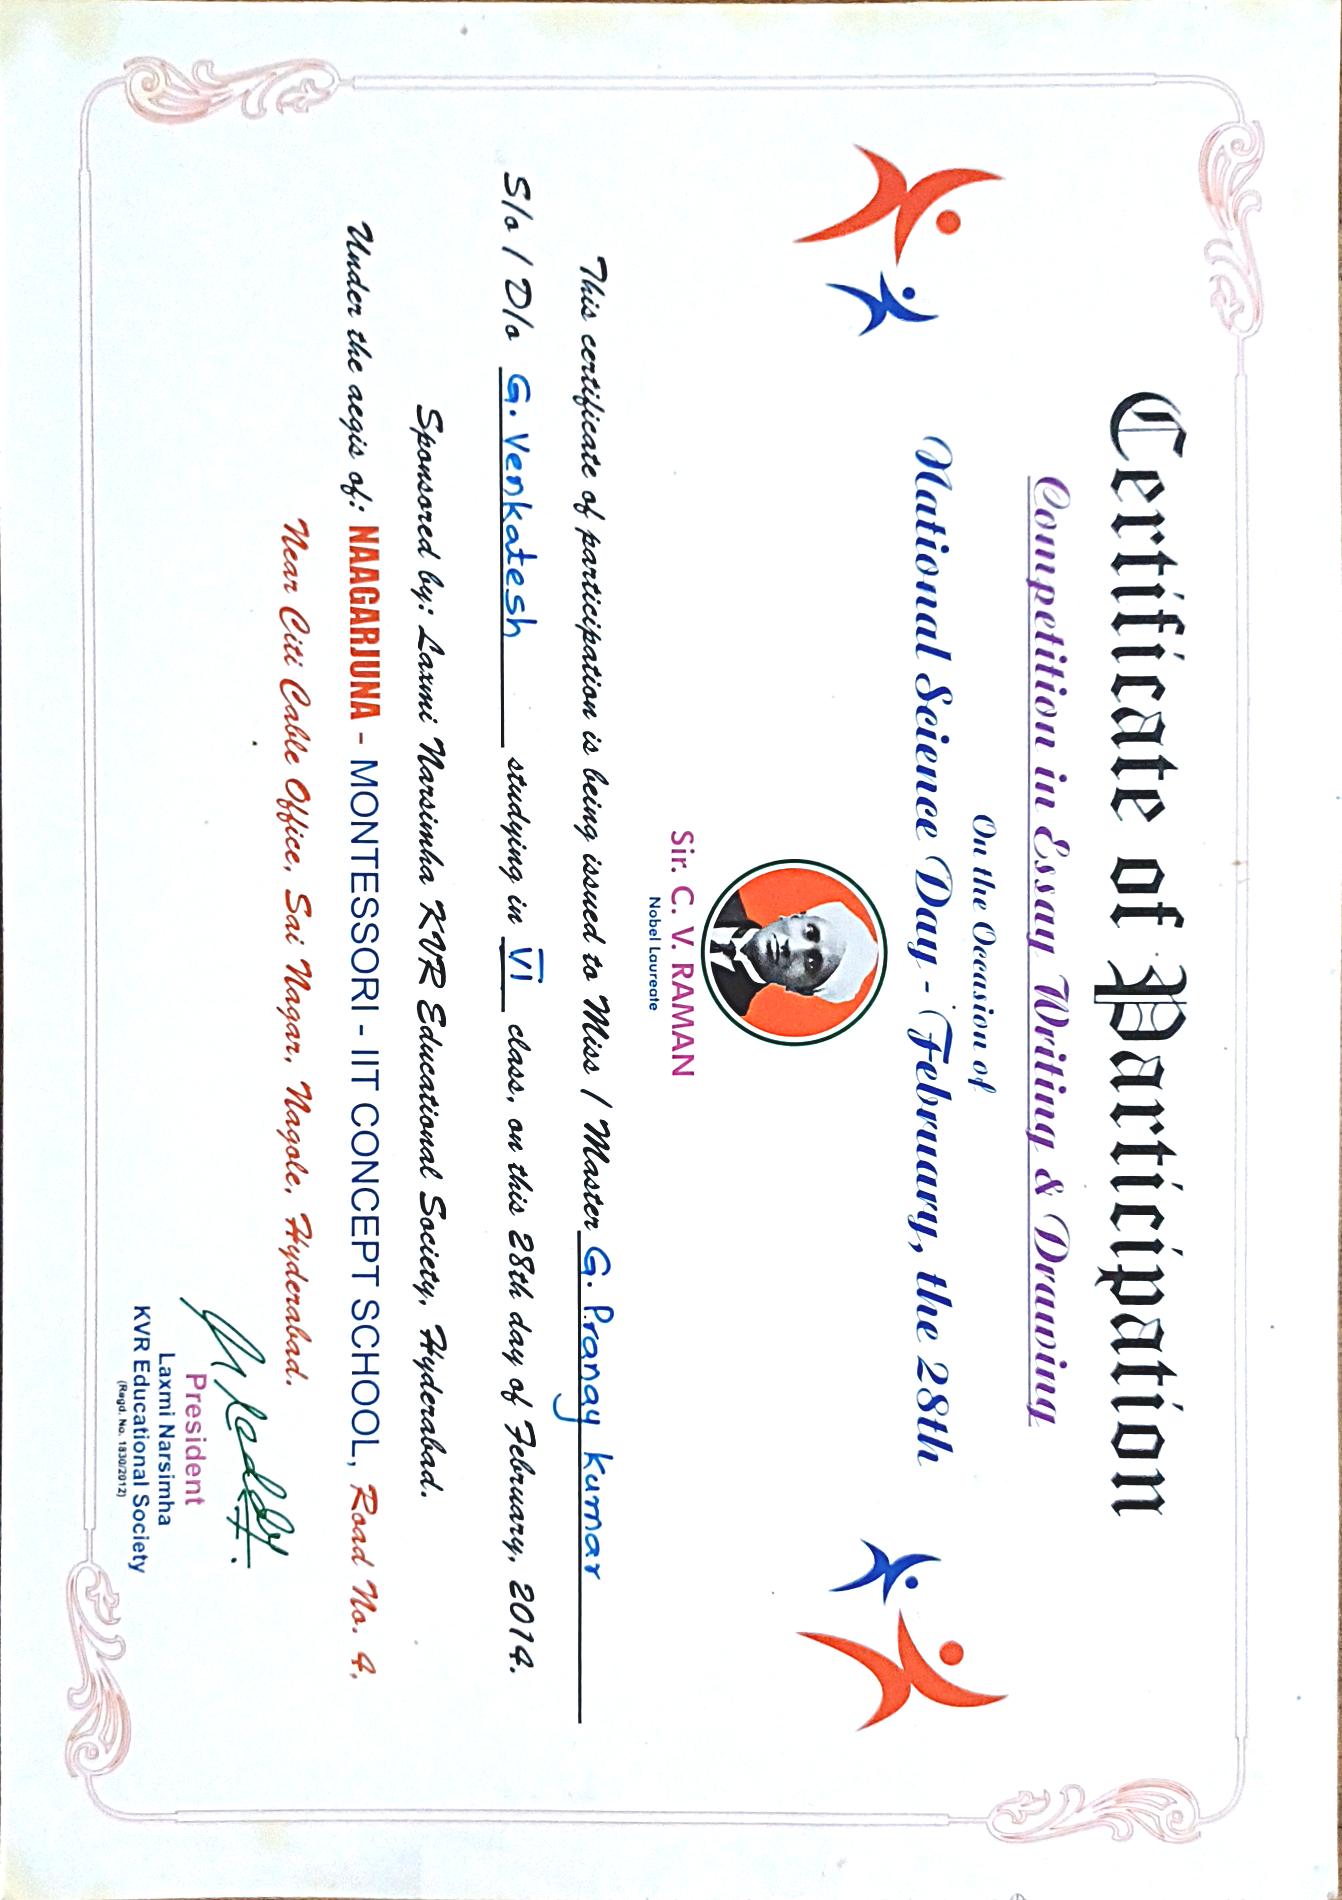 Certificate of Participation
Competition in Essay Writing & Drawing
On the Occasion of
National Science Day - February, the 28th
Sir. C. V. RAMAN
Nobel Laureate
This certificate of participation is being issued to Miss / Master G. Pranay Kumar
S/o / D/o G. Venkatesh studying in VI class, on this 28th day of February, 2014.
Sponsored by: Laxmi Narsimha KVR Educational Society, Hyderabad.
Under the aegis of: NAAGARJUNA - MONTESSORI - IIT CONCEPT SCHOOL, Road No. 4,
Near Citi Cable Office, Sai Nagar, Nagole, Hyderabad.
President
Laxmi Narsimha
KVR Educational Society
(Regd. No. 1830/2012)